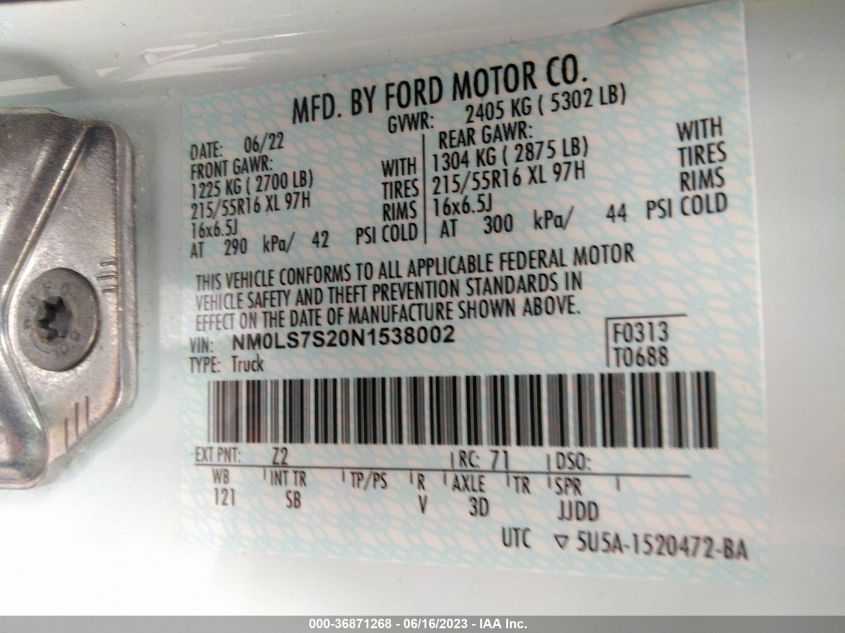 MFD. BY FORD MOTOR CO.
DATE: 06/22 GVWR: 2405 KG ( 5302 LB)
FRONT GAWR: REAR GAWR:
1225 KG ( 2700 LB) WITH 1304 KG ( 2875 LB) WITH
215/55R16 XL 97H TIRES 215/55R16 XL 97H TIRES
16x6.5J RIMS 16x6.5J RIMS
AT 290 kPa/ 42 PSI COLD AT 300 kPa/ 44 PSI COLD
THIS VEHICLE CONFORMS TO ALL APPLICABLE FEDERAL MOTOR
VEHICLE SAFETY AND THEFT PREVENTION STANDARDS IN
EFFECT ON THE DATE OF MANUFACTURE SHOWN ABOVE.
VIN: NM0LS7S20N1538002 F0313
TYPE: Truck T0688
EXT PNT: Z2 RC: 71 DSO:
WB INT TR TP/PS R AXLE TR SPR
121 SB V 3D JJDD
UTC ▽ 5U5A-1520472-BA
000-36871268 - 06/16/2023 - IAA Inc.